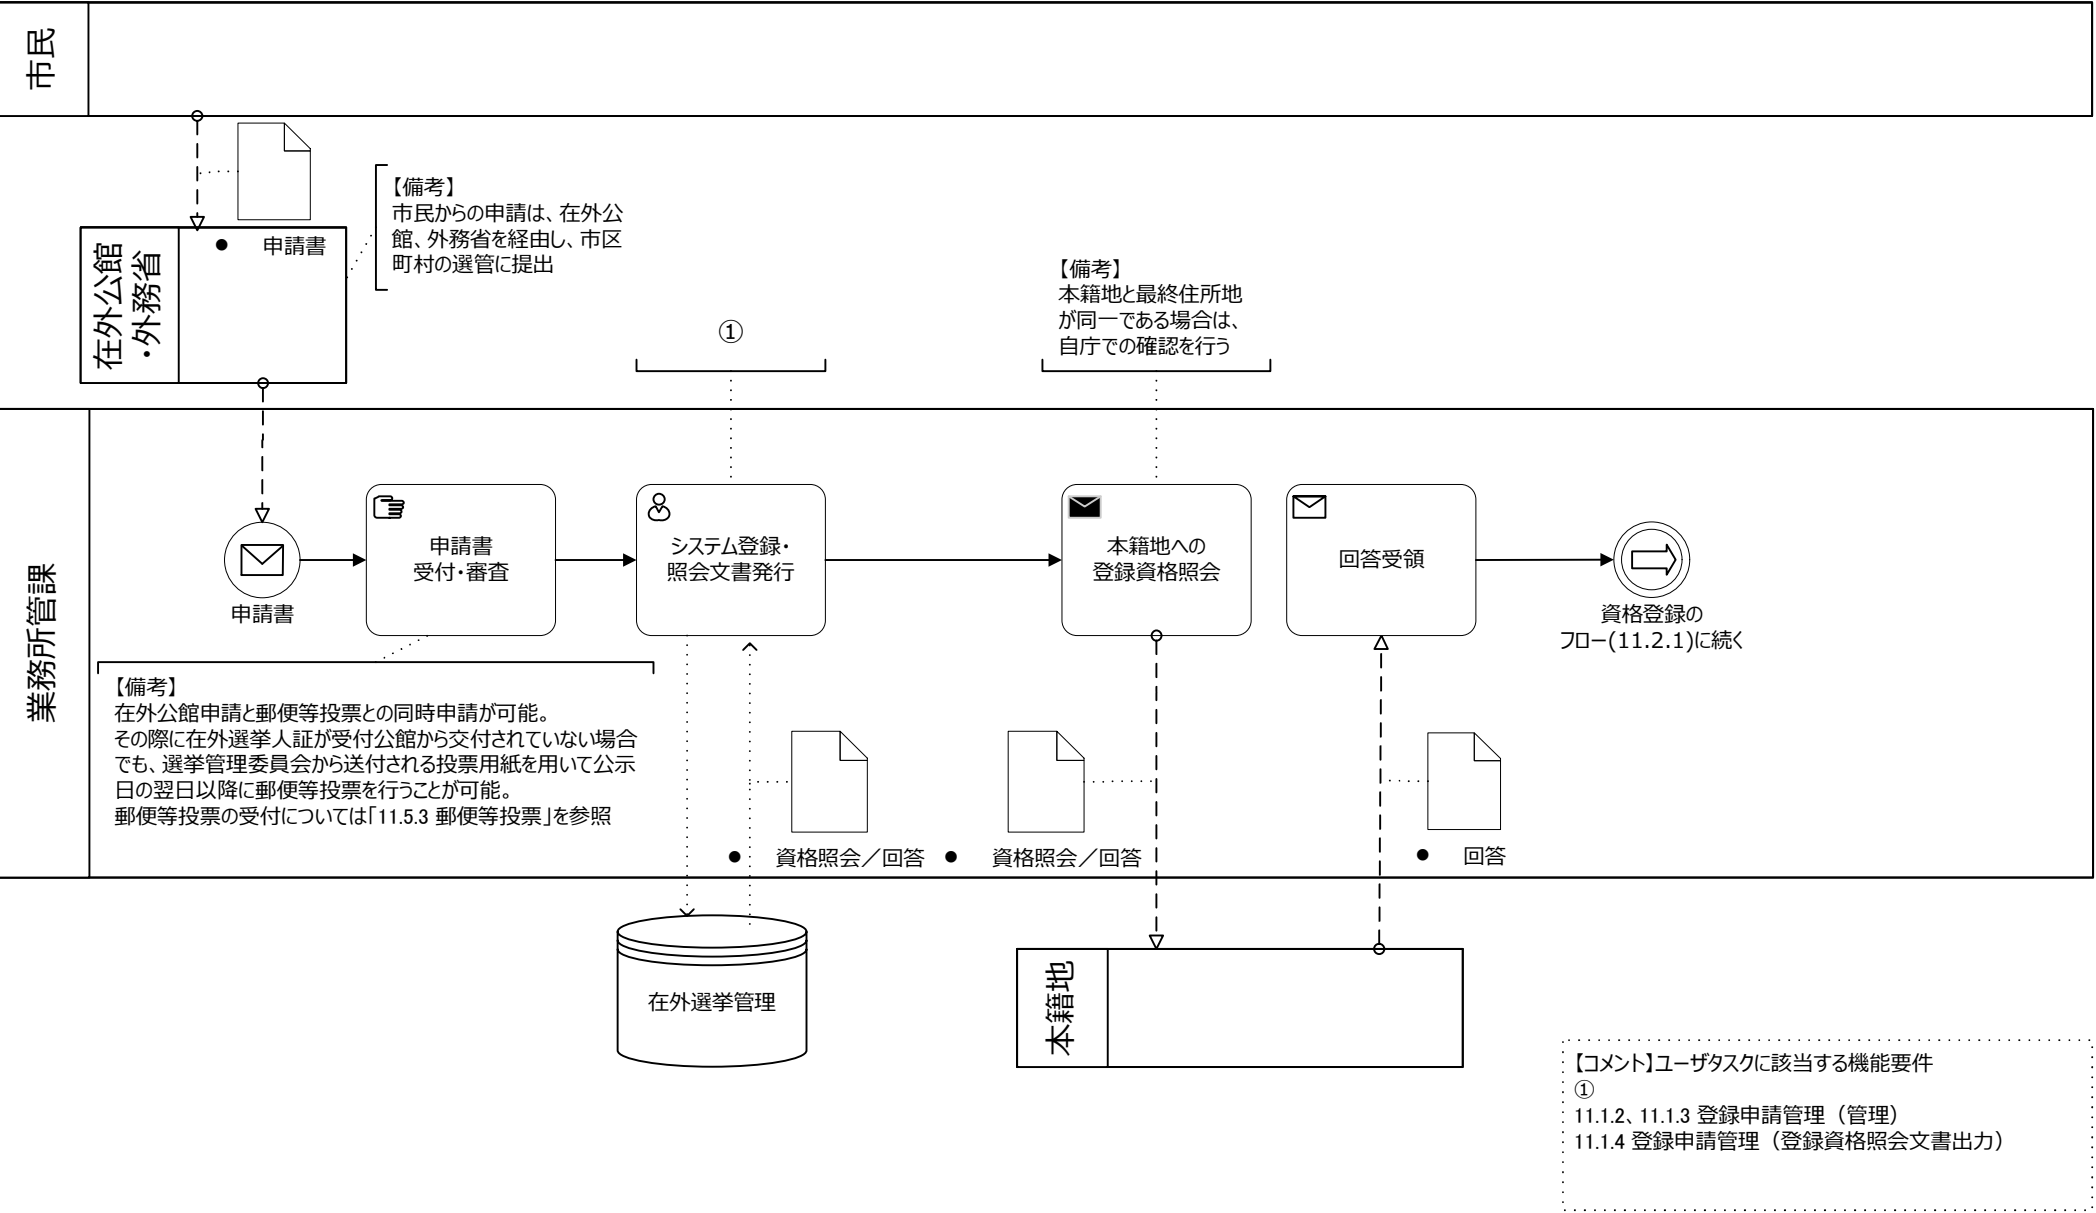 市民
【備考】
市民からの申請は、在外公
館、外務省を経由し、市区
町村の選管に提出
在外公館
・外務省
● 申請書
【備考】
本籍地と最終住所地
が同一である場合は、
自庁での確認を行う
①
業務所管課
申請書
申請書
受付・審査
システム登録・
照会文書発行
本籍地への
登録資格照会
回答受領
資格登録の
フロー(11.2.1)に続く
【備考】
在外公館申請と郵便等投票との同時申請が可能。
その際に在外選挙人証が受付公館から交付されていない場合
でも、選挙管理委員会から送付される投票用紙を用いて公示
日の翌日以降に郵便等投票を行うことが可能。
郵便等投票の受付については「11.5.3 郵便等投票」を参照
● 資格照会／回答
● 資格照会／回答
● 回答
在外選挙管理
本籍地
【コメント】ユーザタスクに該当する機能要件
①
11.1.2、11.1.3 登録申請管理（管理）
11.1.4 登録申請管理（登録資格照会文書出力）